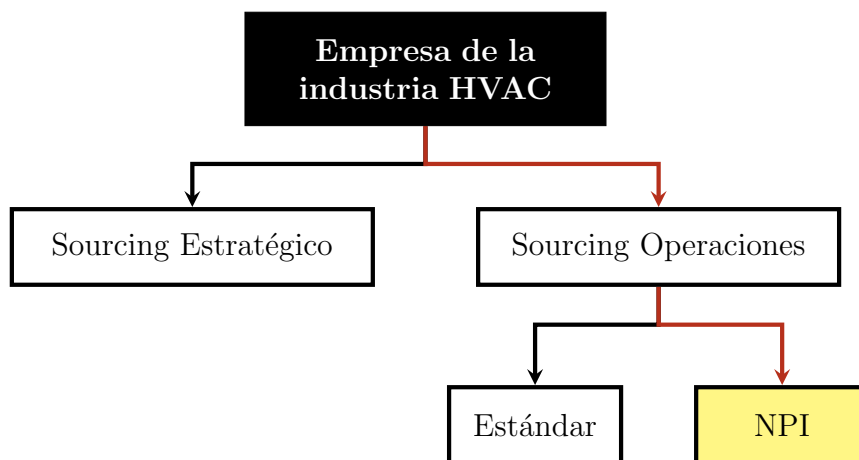 Empresa de la
industria HVAC
Sourcing Estratégico
Sourcing Operaciones
Estándar
NPI